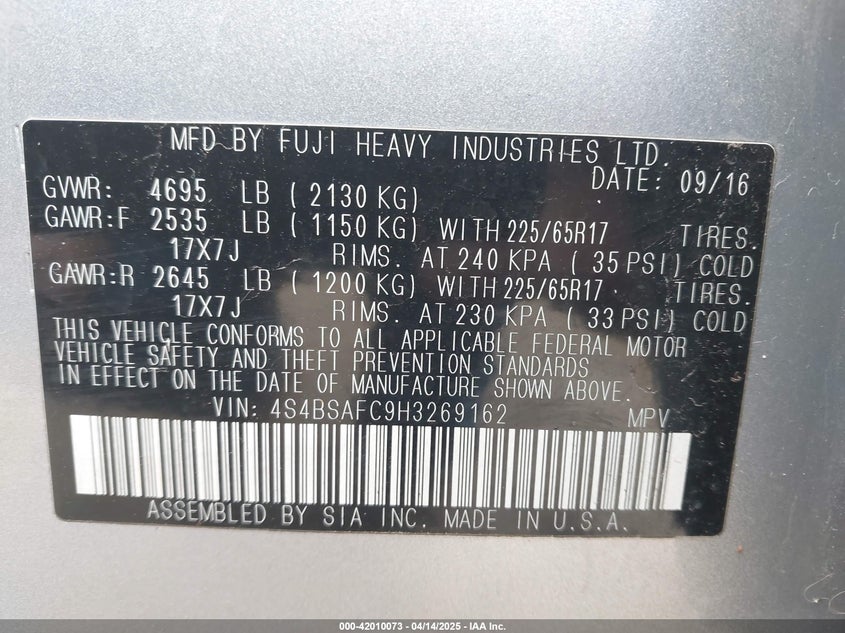 MFD BY FUJI HEAVY INDUSTRIES LTD.
DATE: 09/16
GVWR: 4695 LB ( 2130 KG)
GAWR:F 2535 LB ( 1150 KG) WITH 225/65R17 TIRES.
17X7J RIMS. AT 240 KPA ( 35 PSI) COLD
GAWR:R 2645 LB ( 1200 KG) WITH 225/65R17 TIRES.
17X7J RIMS. AT 230 KPA ( 33 PSI) COLD
THIS VEHICLE CONFORMS TO ALL APPLICABLE FEDERAL MOTOR
VEHICLE SAFETY AND THEFT PREVENTION STANDARDS
IN EFFECT ON THE DATE OF MANUFACTURE SHOWN ABOVE.
VIN: 4S4BSAFC9H3269162 MPV
ASSEMBLED BY SIA INC. MADE IN U.S.A.
000-42010073 - 04/14/2025 - IAA Inc.